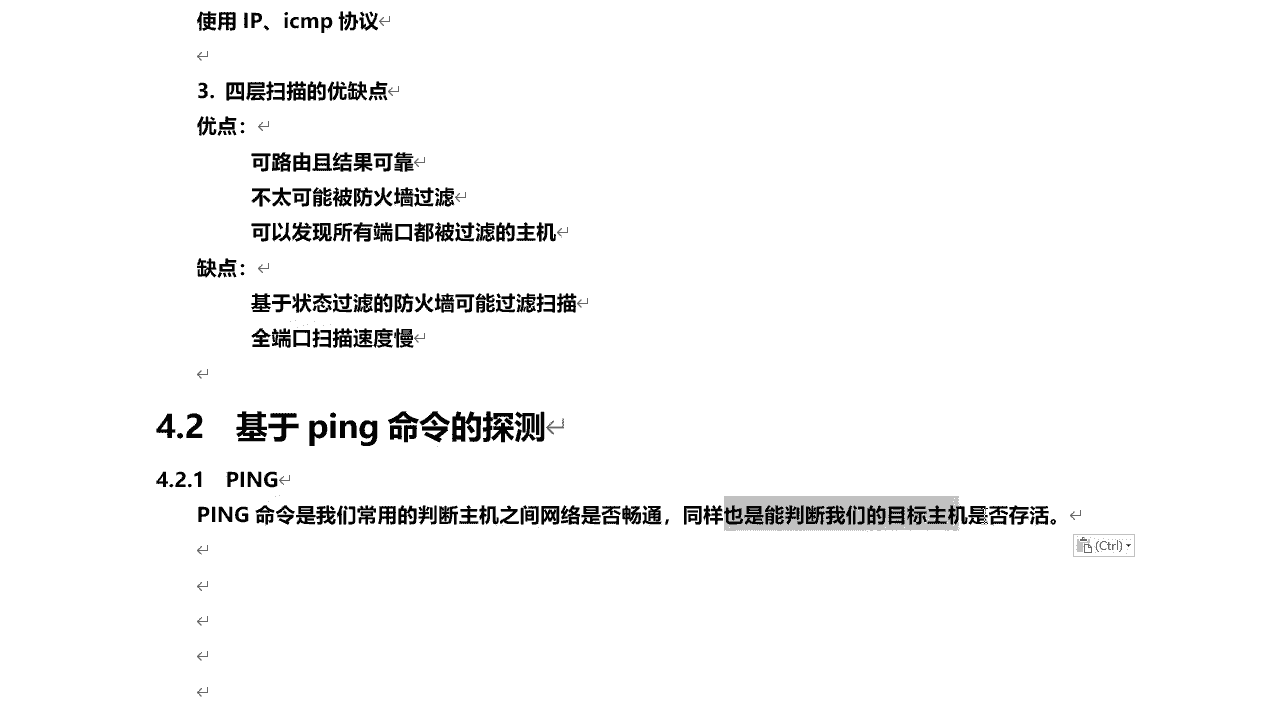 使用 IP、icmp 协议
3. 四层扫描的优缺点
优点：
可路由且结果可靠
不太可能被防火墙过滤
可以发现所有端口都被过滤的主机
缺点：
基于状态过滤的防火墙可能过滤扫描
全端口扫描速度慢
4.2 基于 ping 命令的探测
4.2.1 PING
PING 命令是我们常用的判断主机之间网络是否畅通，同样也是能判断我们的目标主机是否存活。
(Ctrl)